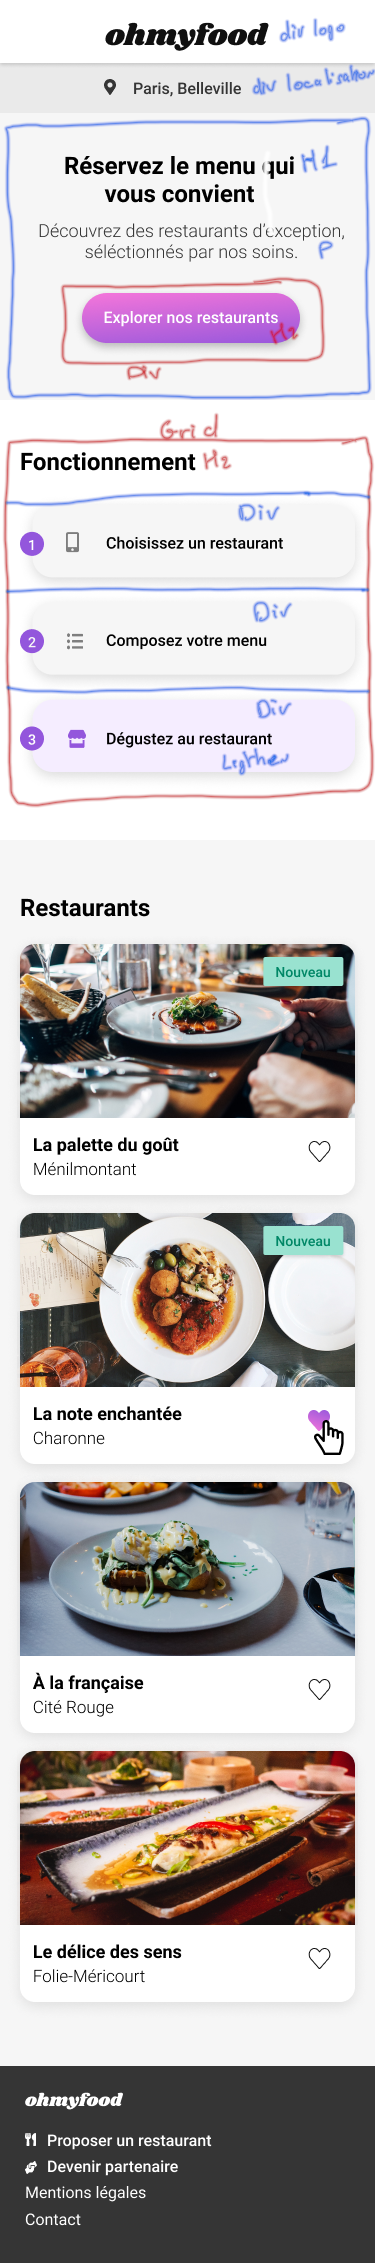 ohmyfood div logo
Paris, Belleville div localisation
Réservez le menu qui H1
vous convient
Découvrez des restaurants d'exception,
séléctionnés par nos soins. P
Explorer nos restaurants
H2
Div
Grid
Fonctionnement H2
Div
1 Choisissez un restaurant
Div
2 Composez votre menu
Div
3 Dégustez au restaurant
Restaurants
Nouveau
La palette du goût
Ménilmontant
Nouveau
La note enchantée
Charonne
À la française
Cité Rouge
Le délice des sens
Folie-Méricourt
ohmyfood
Proposer un restaurant
Devenir partenaire
Mentions légales
Contact